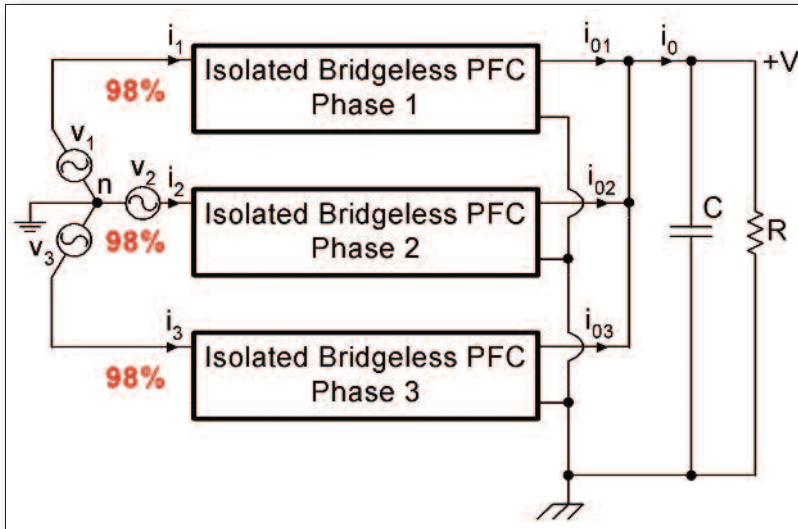 i1
i01
i0
+V
Isolated Bridgeless PFC
Phase 1
98%
v1
n
v2
i2
i02
Isolated Bridgeless PFC
Phase 2
98%
v3
C
R
i3
i03
Isolated Bridgeless PFC
Phase 3
98%